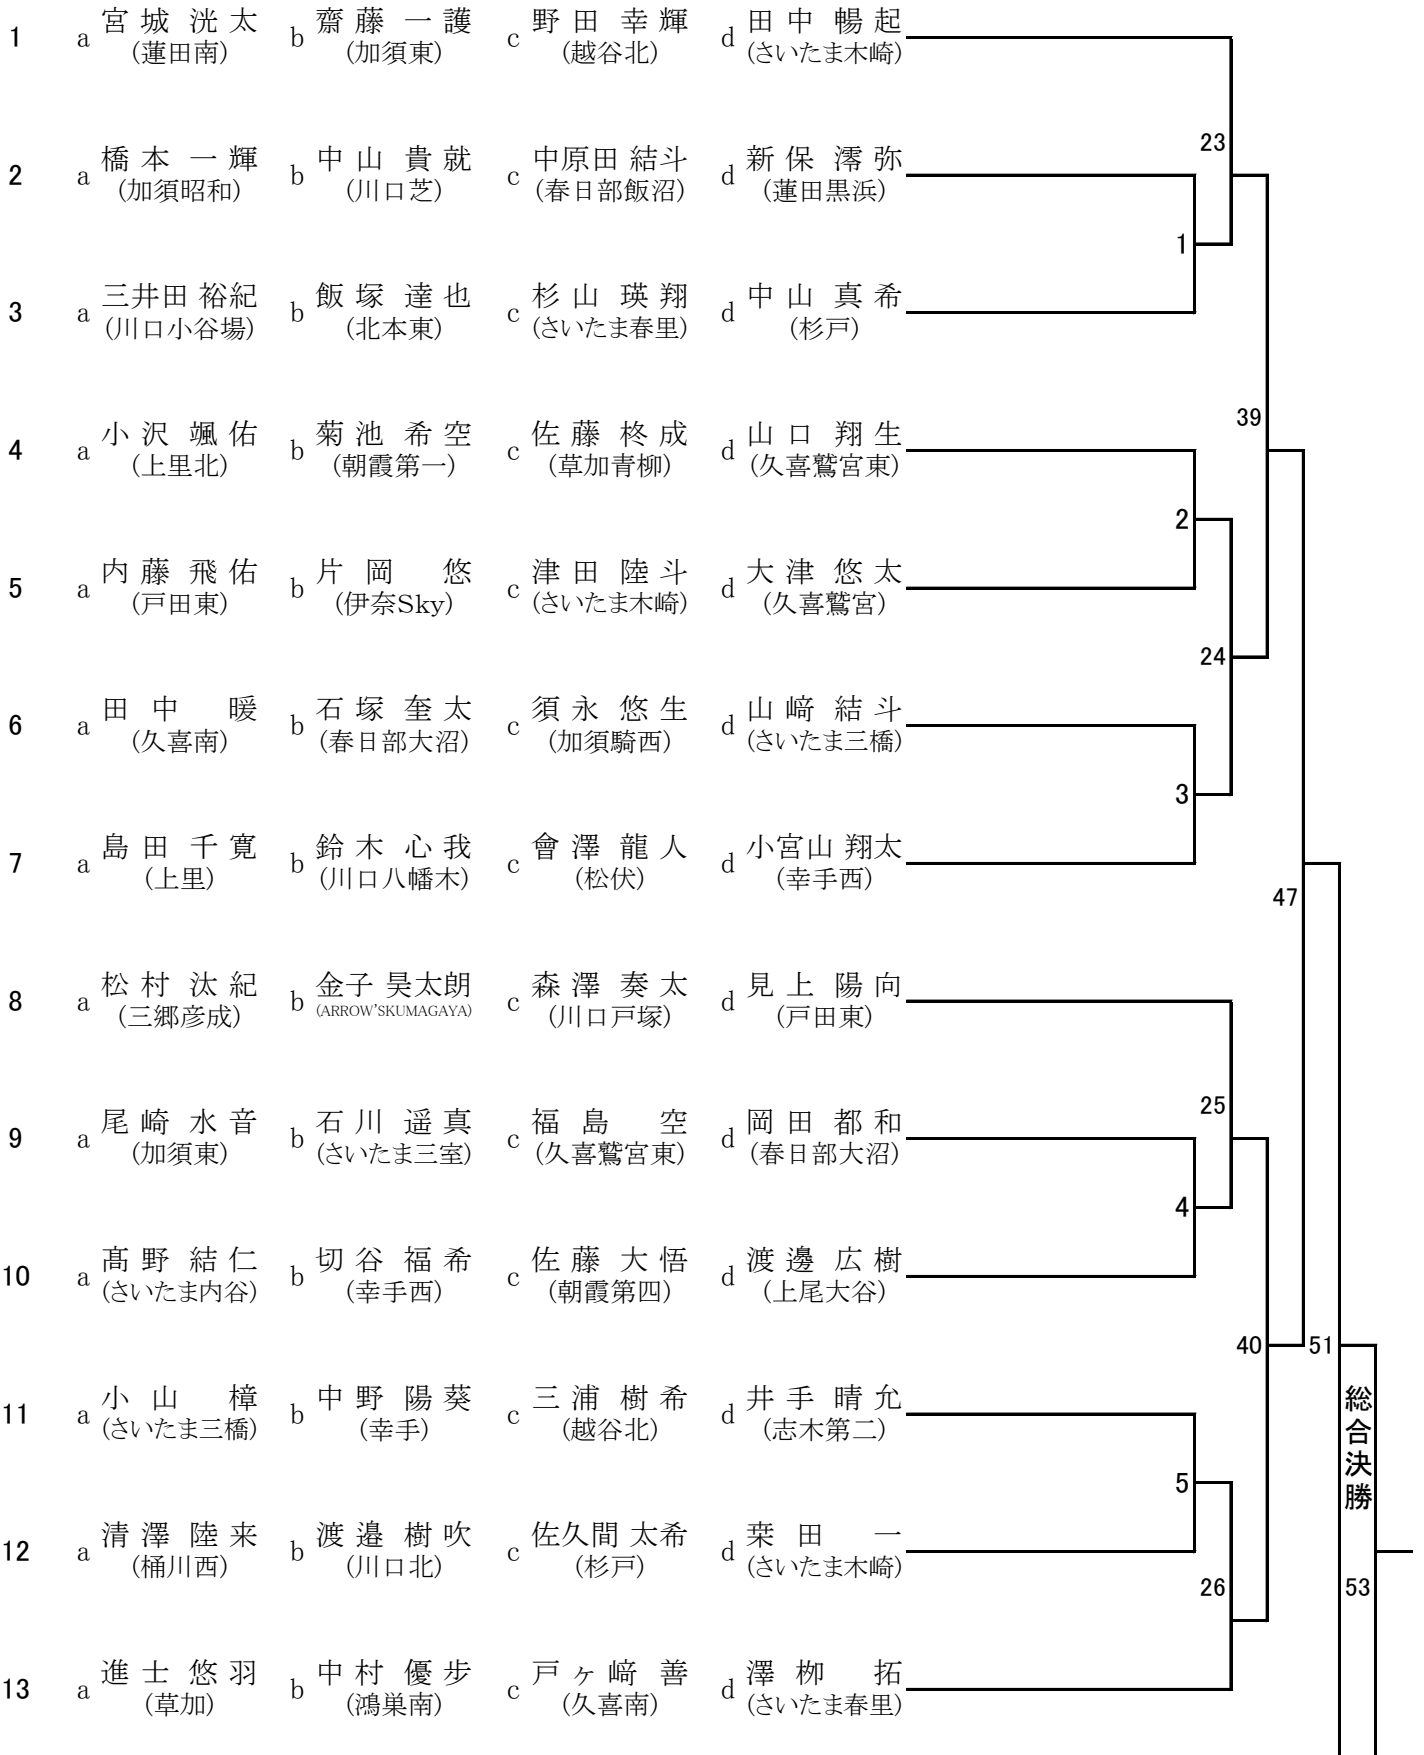 1 a 宮城 洸太 b 齋藤 一護 c 野田 幸輝 d 田中 暢起
(蓮田南) (加須東) (越谷北) (さいたま木崎)
23
2 a 橋本 一輝 b 中山 貴就 c 中原田 結斗 d 新保 澪弥
(加須昭和) (川口芝) (春日部飯沼) (蓮田黒浜)
1
3 a 三井田 裕紀 b 飯塚 達也 c 杉山 瑛翔 d 中山 真希
(川口小谷場) (北本東) (さいたま春里) (杉戸)
39
4 a 小沢 颯佑 b 菊池 希空 c 佐藤 柊成 d 山口 翔生
(上里北) (朝霞第一) (草加青柳) (久喜鷲宮東)
2
5 a 内藤 飛佑 b 片岡 悠 c 津田 陸斗 d 大津 悠太
(戸田東) (伊奈Sky) (さいたま木崎) (久喜鷲宮)
24
6 a 田中 暖 b 石塚 奎太 c 須永 悠生 d 山﨑 結斗
(久喜南) (春日部大沼) (加須騎西) (さいたま三橋)
3
7 a 島田 千寛 b 鈴木 心我 c 會澤 龍人 d 小宮山 翔太
(上里) (川口八幡木) (松伏) (幸手西)
47
8 a 松村 汰紀 b 金子 昊太朗 c 森澤 奏太 d 見上 陽向
(三郷彦成) (ARROW'SKUMAGAYA) (川口戸塚) (戸田東)
25
9 a 尾崎 水音 b 石川 遥真 c 福島 空 d 岡田 都和
(加須東) (さいたま三室) (久喜鷲宮東) (春日部大沼)
4
10 a 髙野 結仁 b 切谷 福希 c 佐藤 大悟 d 渡邊 広樹
(さいたま内谷) (幸手西) (朝霞第四) (上尾大谷)
40 51
11 a 小山 樟 b 中野 陽葵 c 三浦 樹希 d 井手 晴允
(さいたま三橋) (幸手) (越谷北) (志木第二)
総合決勝
5
12 a 清澤 陸来 b 渡邉 樹吹 c 佐久間 太希 d 桒田 一
(桶川西) (川口北) (杉戸) (さいたま木崎)
26 53
13 a 進士 悠羽 b 中村 優歩 c 戸ヶ﨑 善 d 澤栁 拓
(草加) (鴻巣南) (久喜南) (さいたま春里)